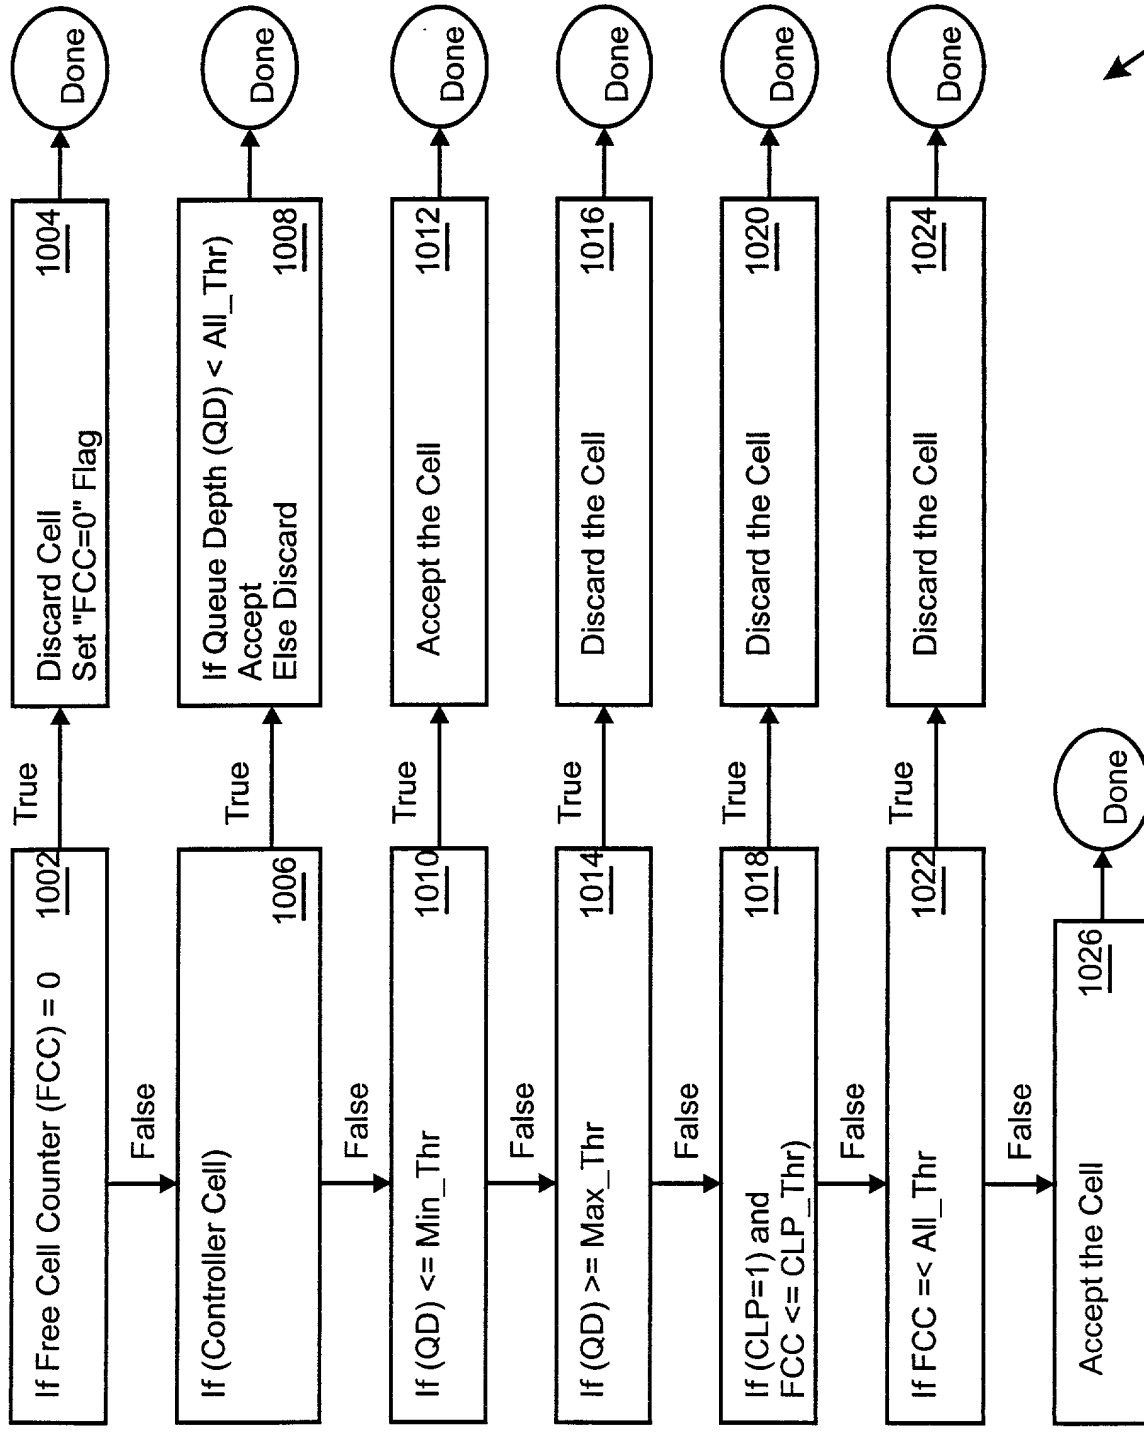 If Free Cell Counter (FCC) = 0
1002
True
Discard Cell
Set "FCC=0" Flag
1004
Done
False
If (Controller Cell)
1006
True
If Queue Depth (QD) < All_Thr)
Accept
Else Discard
1008
Done
False
If (QD) <= Min_Thr
1010
True
Accept the Cell
1012
Done
False
If (QD) >= Max_Thr
1014
True
Discard the Cell
1016
Done
False
If (CLP=1) and
FCC <= CLP_Thr)
1018
True
Discard the Cell
1020
Done
False
If FCC =< All_Thr
1022
True
Discard the Cell
1024
Done
False
Accept the Cell
1026
Done